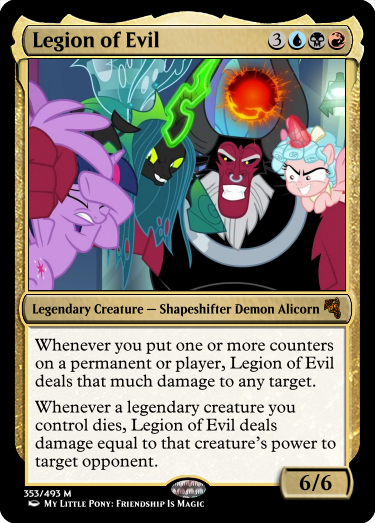 Legion of Evil 3
Legendary Creature — Shapeshifter Demon Alicorn
Whenever you put one or more counters
on a permanent or player, Legion of Evil
deals that much damage to any target.
Whenever a legendary creature you
control dies, Legion of Evil deals
damage equal to that creature's power to
target opponent.
6/6
353/493 M
My Little Pony: Friendship Is Magic